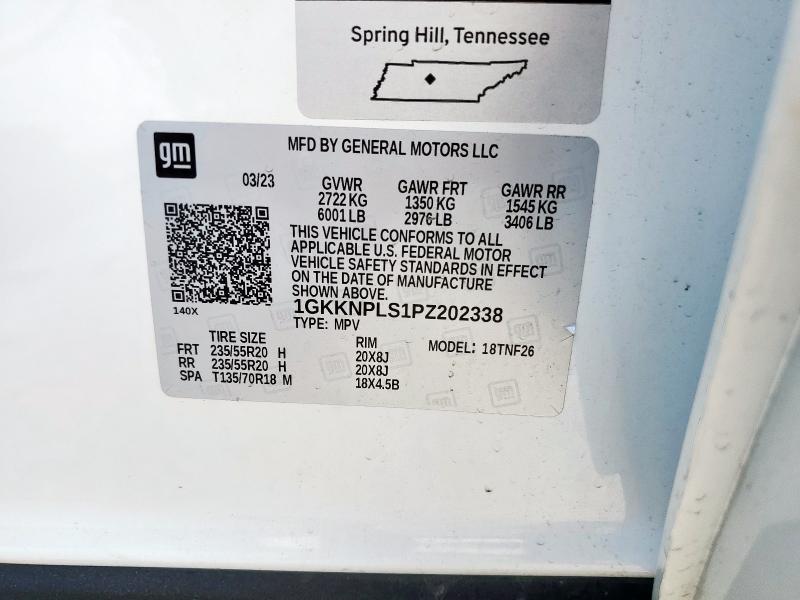 Spring Hill, Tennessee
gm
MFD BY GENERAL MOTORS LLC
03/23
GVWR GAWR FRT GAWR RR
2722 KG 1350 KG 1545 KG
6001 LB 2976 LB 3406 LB
THIS VEHICLE CONFORMS TO ALL
APPLICABLE U.S. FEDERAL MOTOR
VEHICLE SAFETY STANDARDS IN EFFECT
ON THE DATE OF MANUFACTURE
SHOWN ABOVE.
140X
1GKKNPLS1PZ202338
TYPE: MPV
TIRE SIZE RIM MODEL: 18TNF26
FRT 235/55R20 H 20X8J
RR 235/55R20 H 20X8J
SPA T135/70R18 M 18X4.5B